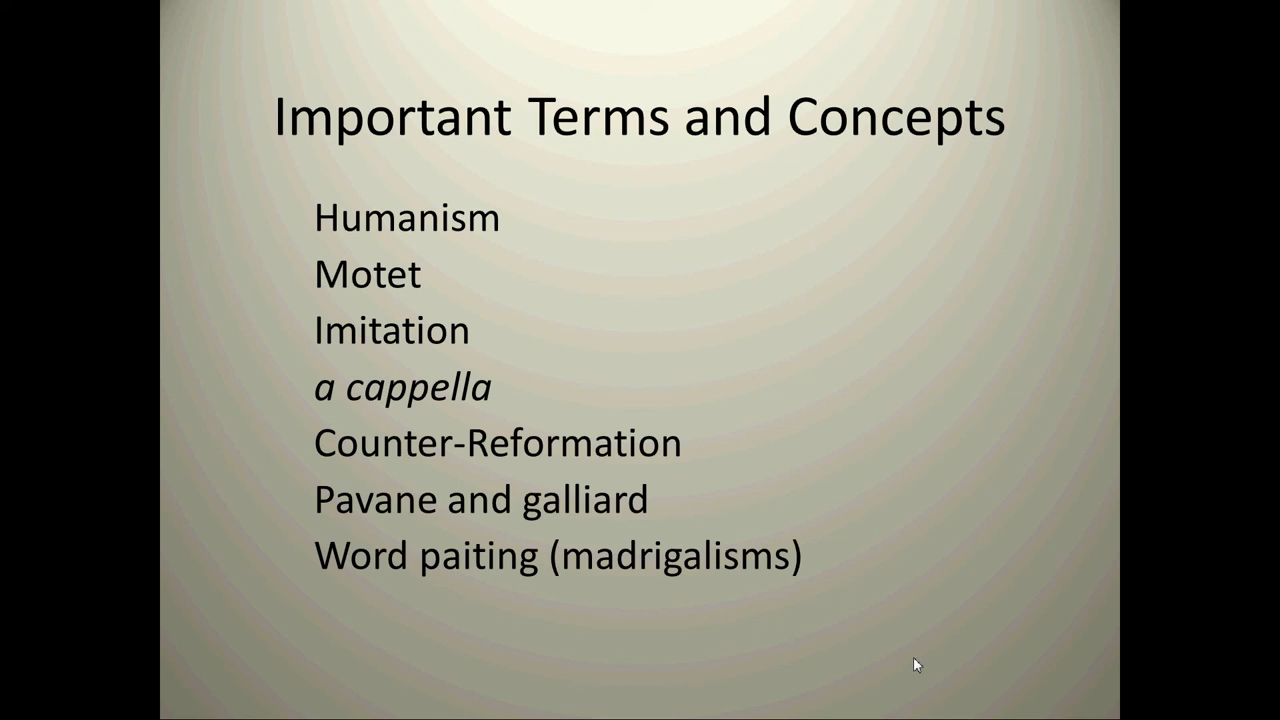 Important Terms and Concepts
Humanism
Motet
Imitation
a cappella
Counter-Reformation
Pavane and galliard
Word paiting (madrigalisms)